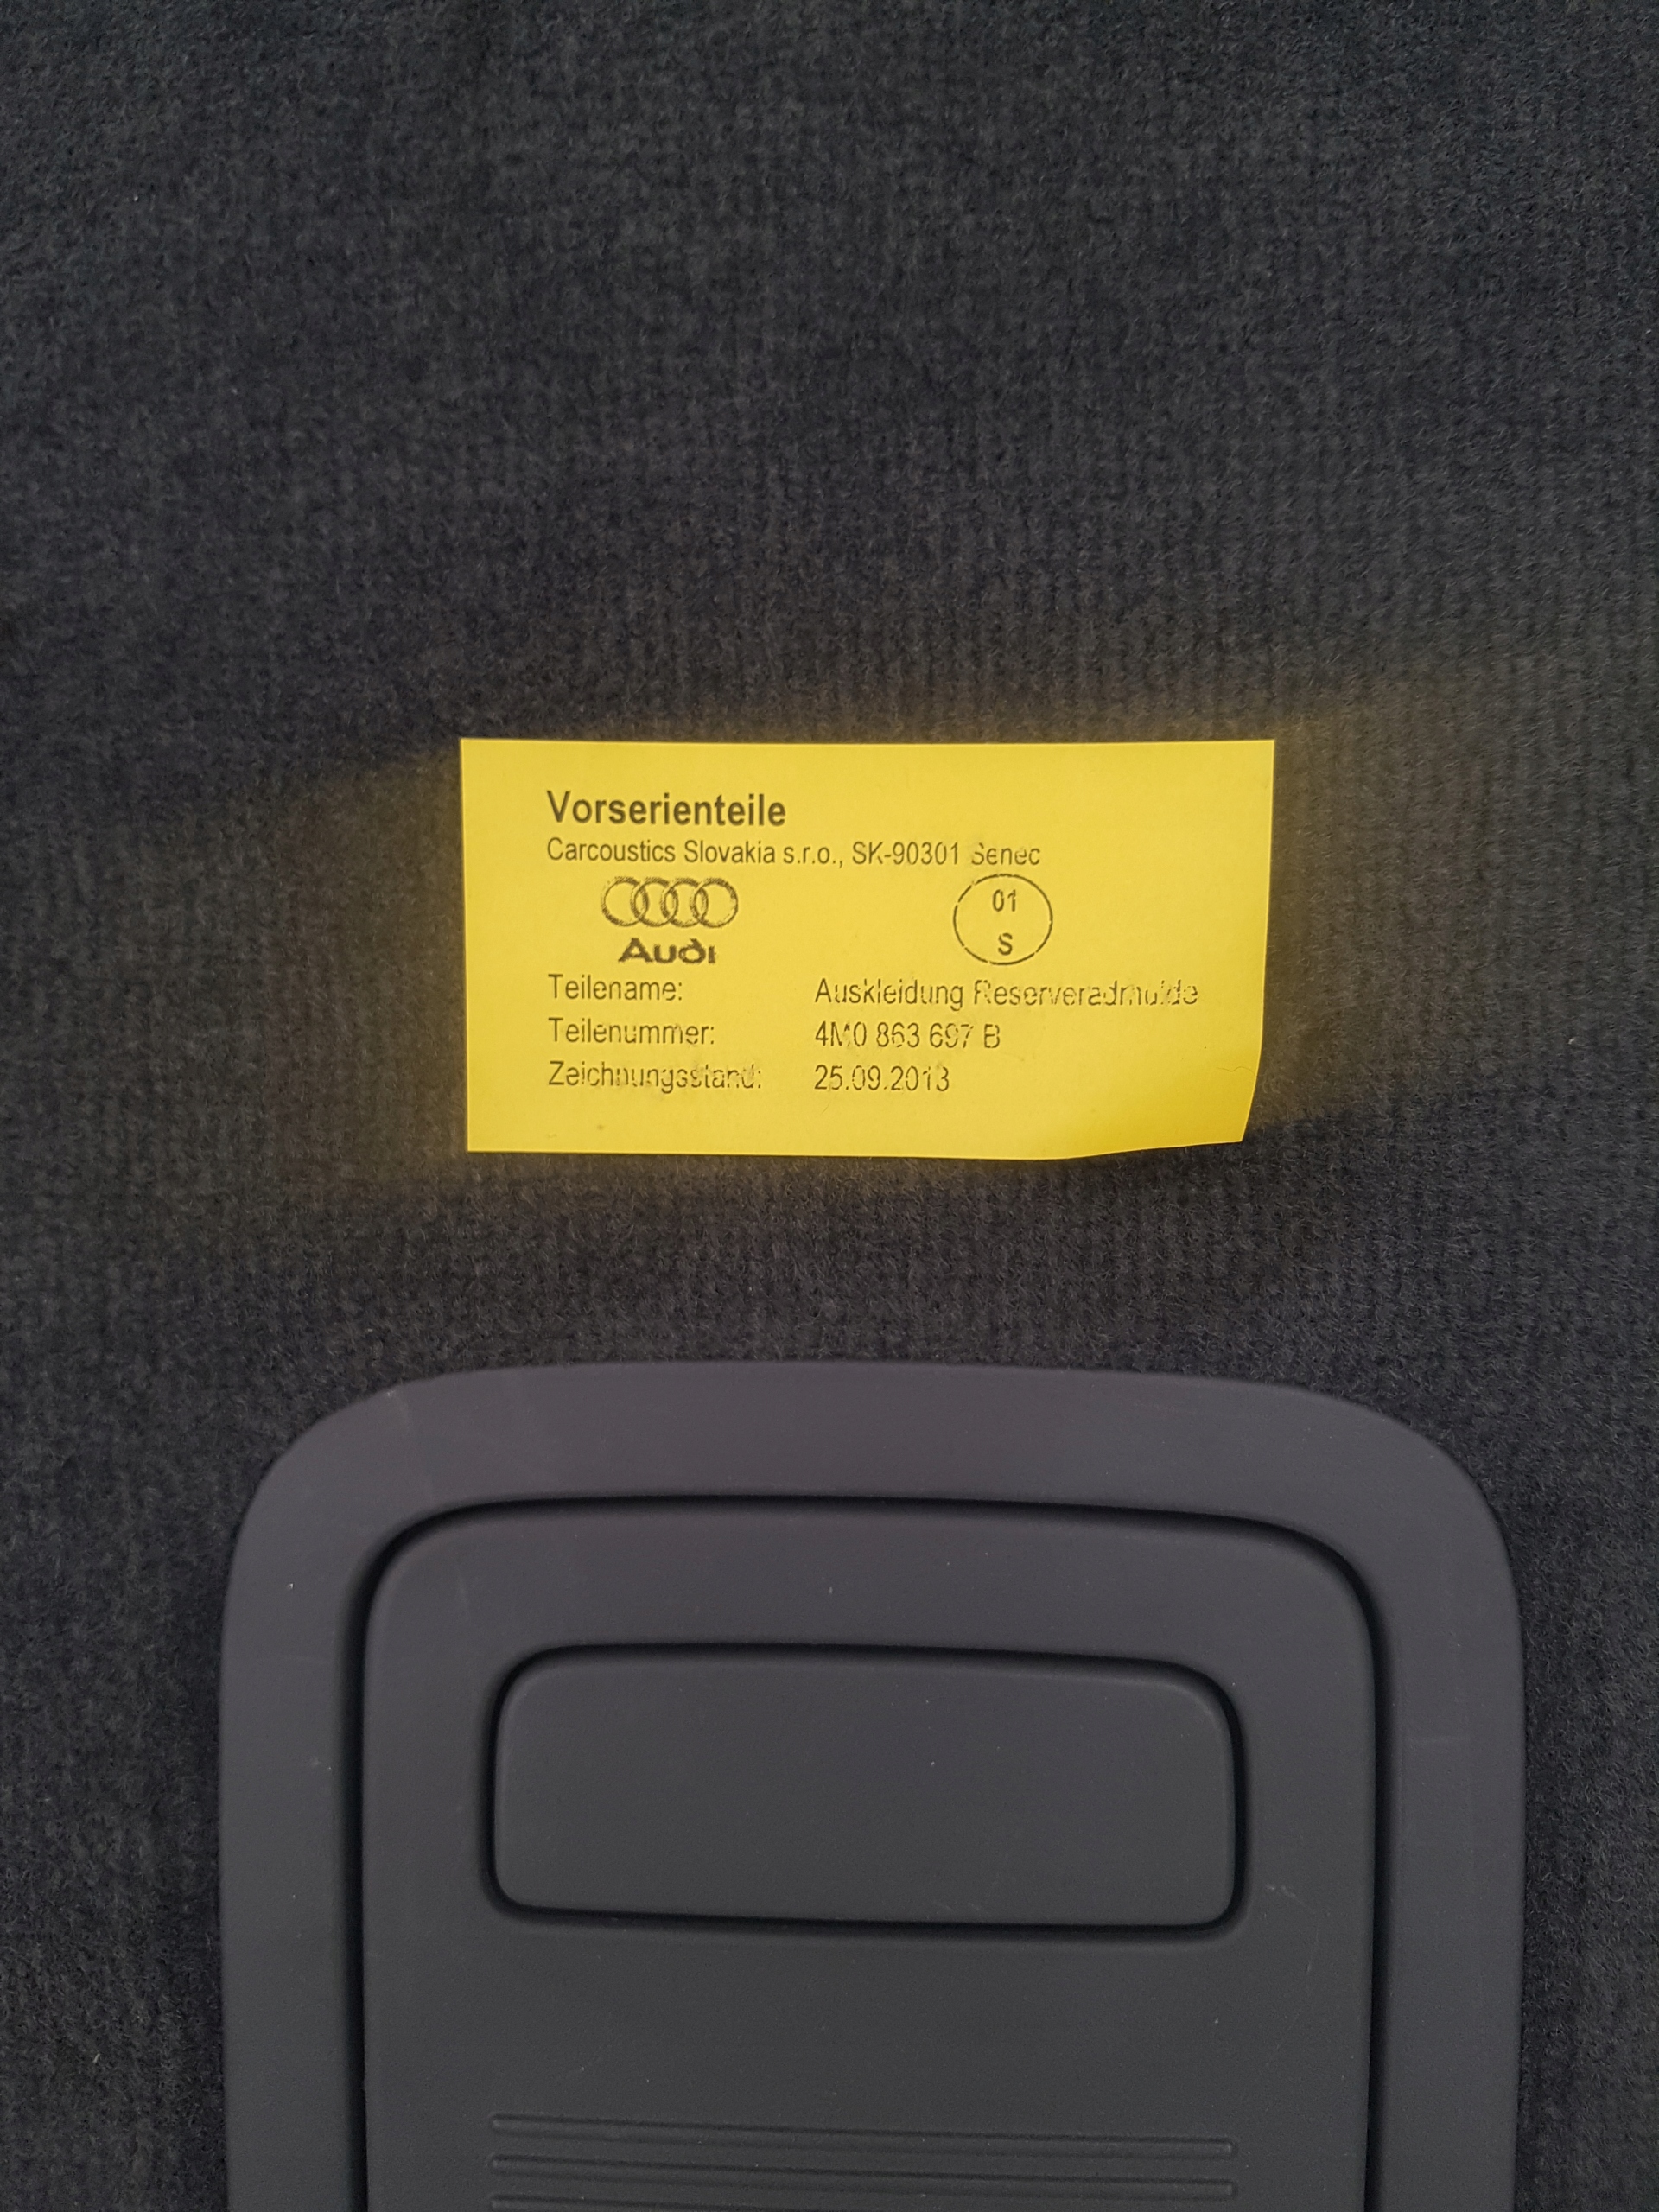 Vorserienteile
Carcoustics Slovakia s.r.o., SK-90301 Senec
Audi
01
S
Teilename: Auskleidung Reserveradmulde
Teilenummer: 4M0 863 697 B
Zeichnungsstand: 25.09.2013